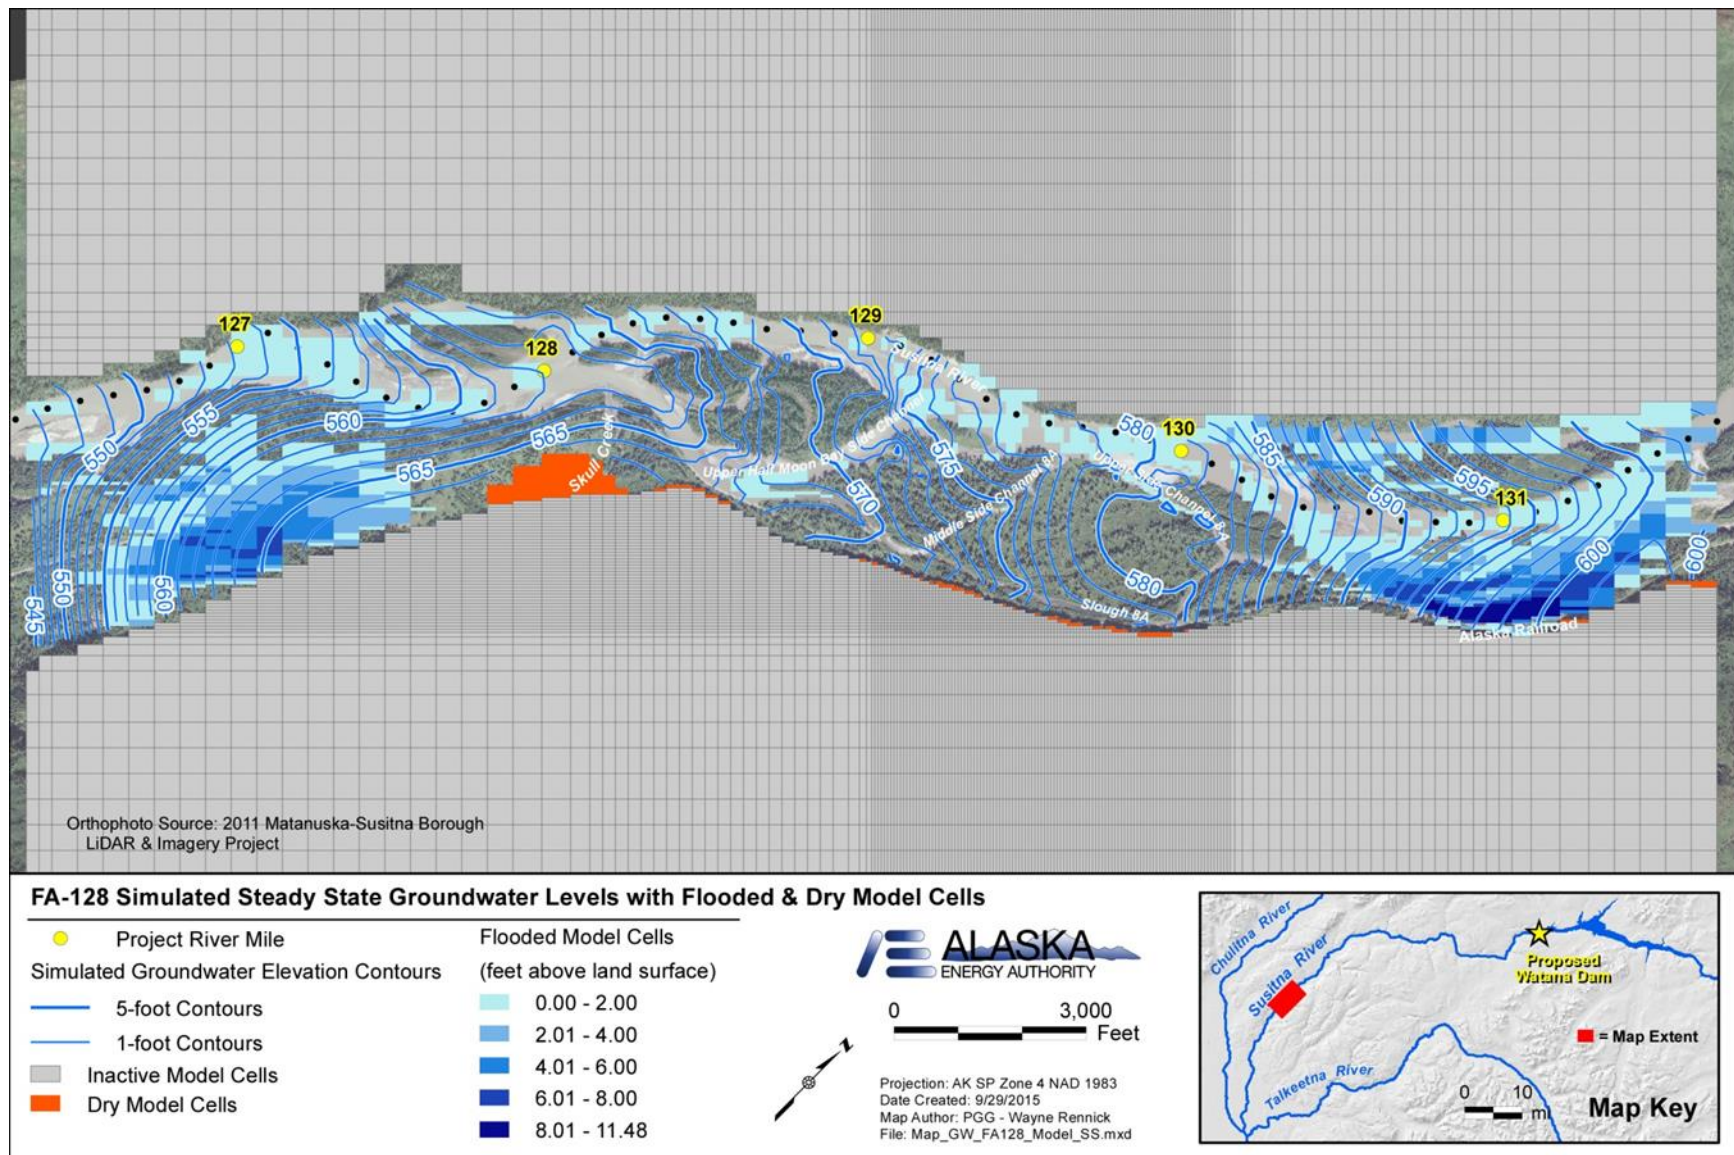 127
128
129
Susitna River
130
131
550
555
560
565
565
Skull Creek
Upper Half Moon Bay Side Channel
575
570
Middle Side Channel 8A
580
Upper Side Channel 8A
585
590
595
600
600
545
550
560
580
Slough 8A
Alaska Railroad
Orthophoto Source: 2011 Matanuska-Susitna Borough
LiDAR & Imagery Project
FA-128 Simulated Steady State Groundwater Levels with Flooded & Dry Model Cells
Project River Mile
Simulated Groundwater Elevation Contours
5-foot Contours
1-foot Contours
Inactive Model Cells
Dry Model Cells
Flooded Model Cells
(feet above land surface)
0.00 - 2.00
2.01 - 4.00
4.01 - 6.00
6.01 - 8.00
8.01 - 11.48
ALASKA
ENERGY AUTHORITY
0 3,000
Feet
N
Projection: AK SP Zone 4 NAD 1983
Date Created: 9/29/2015
Map Author: PGG - Wayne Rennick
File: Map_GW_FA128_Model_SS.mxd
Chulitna River
Susitna River
Proposed
Watana Dam
= Map Extent
Talkeetna River
0 10
mi
Map Key